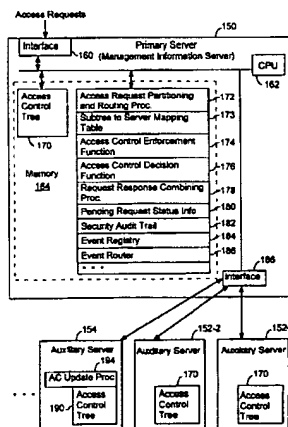 Access Requests
150
Interface
160
Primary Server
(Management Information Server)
CPU
162
Access
Control
Tree
170
Memory
164
Access Request Partitioning
and Routing Proc.
172
Subtree to Server Mapping
Table
173
Access Control Enforcement
Function
174
Access Control Decision
Function
176
Request Response Combining
Proc.
178
Pending Request Status Info
180
Security Audit Trail
182
Event Registry
184
Event Router
186
186
Interface
154
152-2
152-
Auxiliary Server
194
AC Update Proc
190
Access
Control
Tree
Auxiliary Server
170
Access
Control
Tree
Auxiliary Server
170
Access
Control
Tree